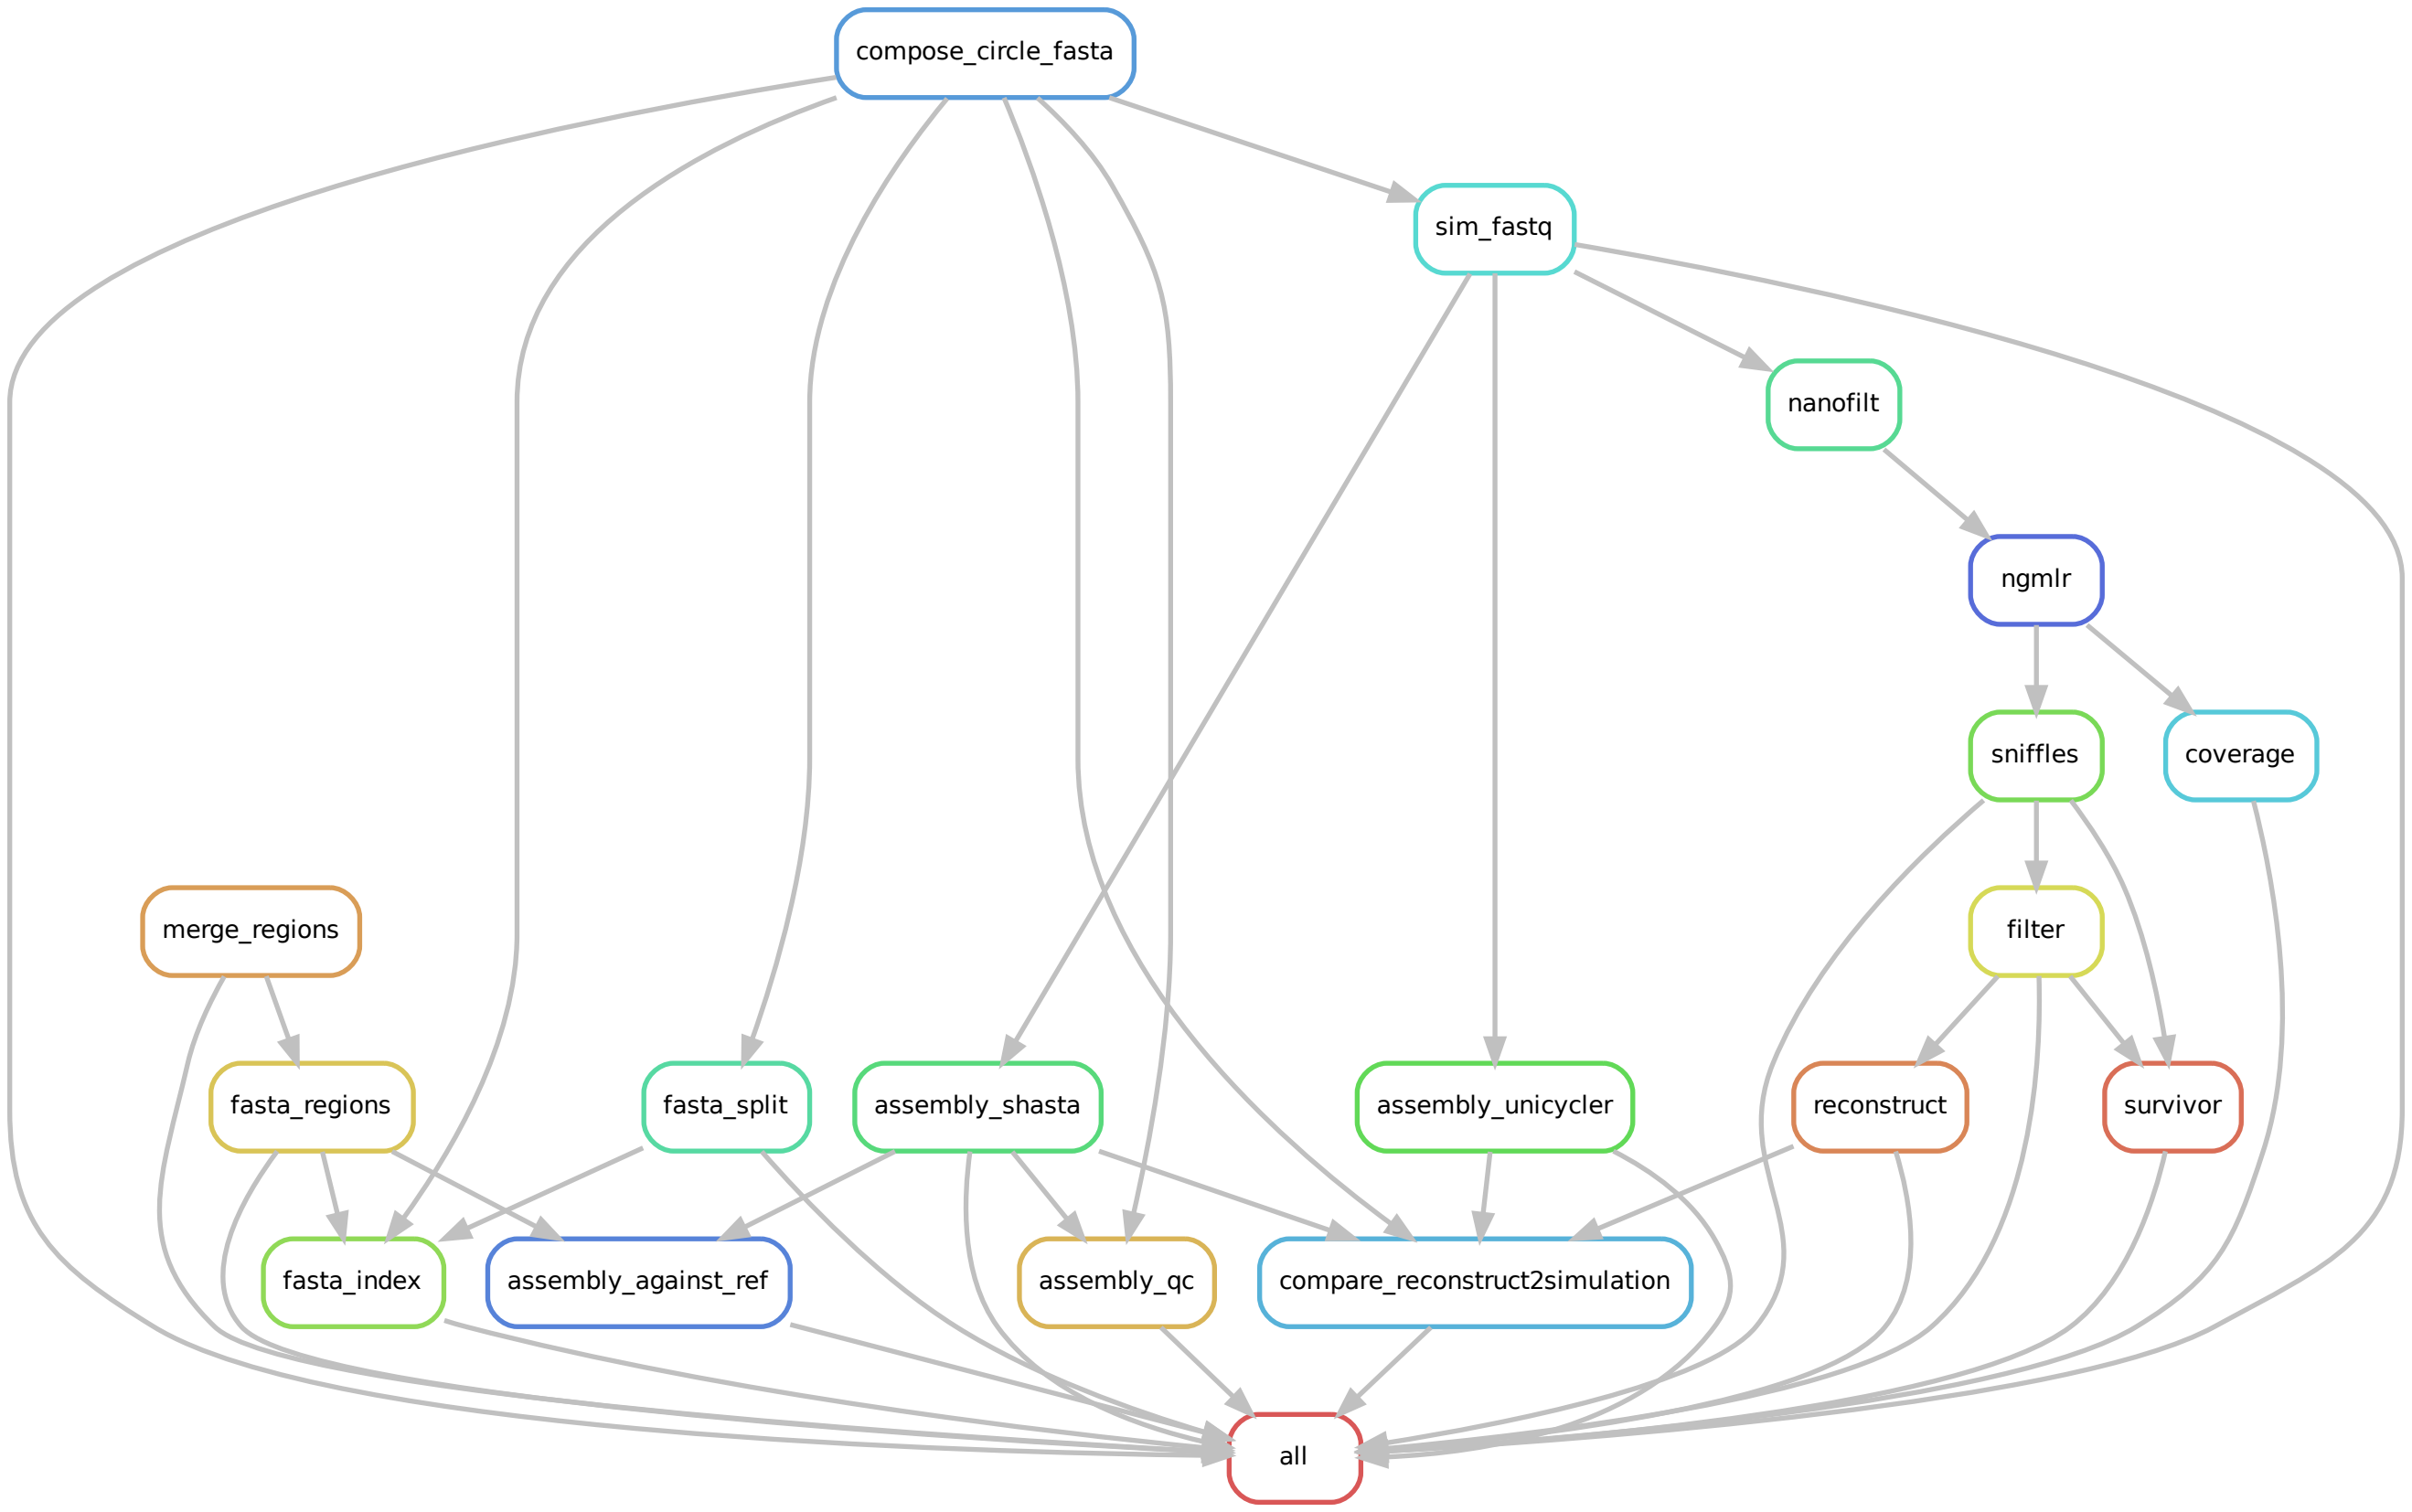 compose_circle_fasta
sim_fastq
nanofilt
ngmlr
sniffles
coverage
merge_regions
filter
fasta_regions
fasta_split
assembly_shasta
assembly_unicycler
reconstruct
survivor
fasta_index
assembly_against_ref
assembly_qc
compare_reconstruct2simulation
all